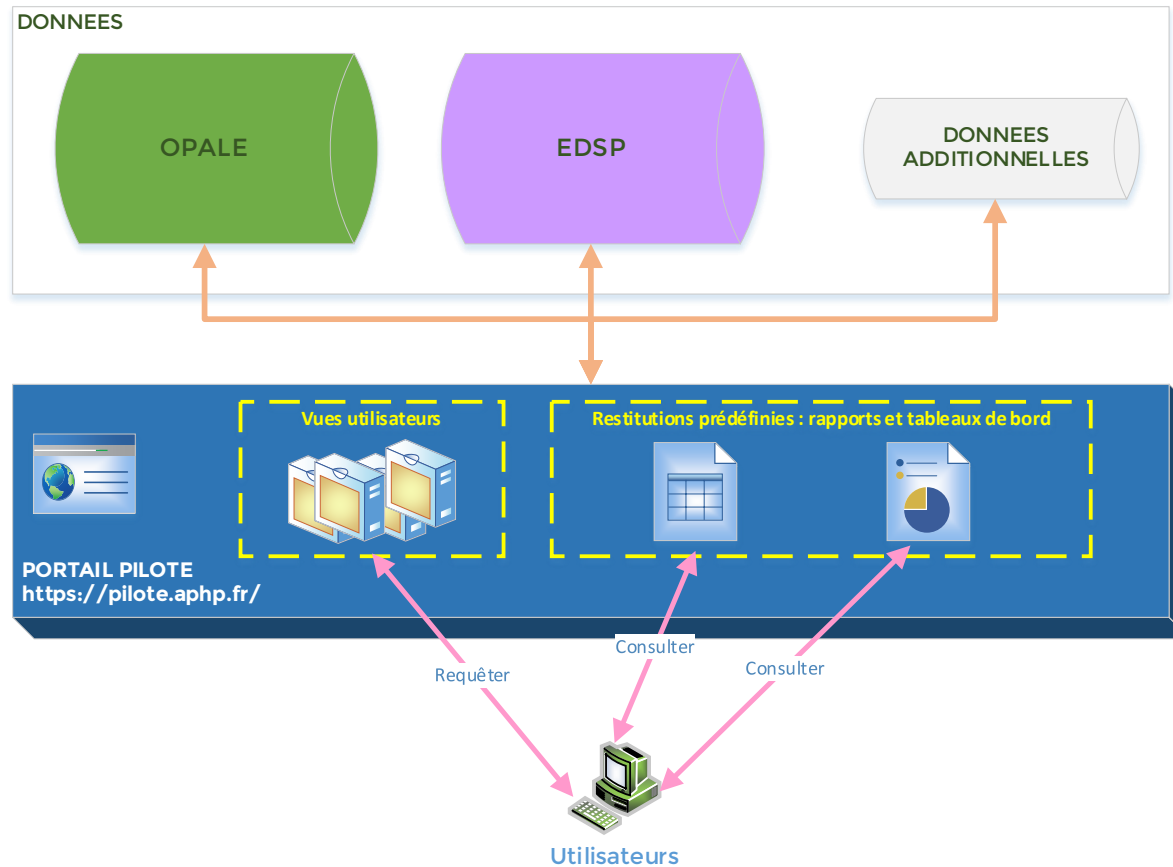 DONNEES
OPALE
EDSP
DONNEES
ADDITIONNELLES
Vues utilisateurs
Restitutions prédéfinies : rapports et tableaux de bord
PORTAIL PILOTE
https://pilote.aphp.fr/
Requêter
Consulter
Consulter
Utilisateurs